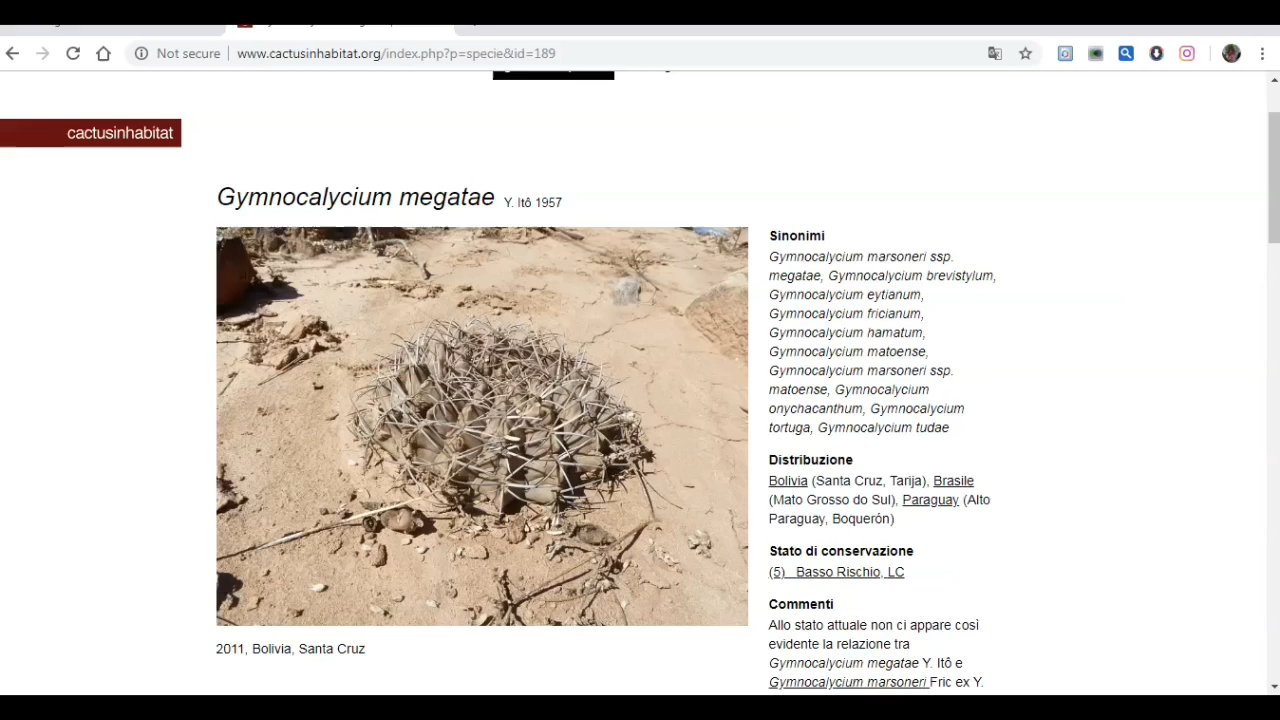 Not secure
www.cactusinhabitat.org/index.php?p=specie&id=189
cactusinhabitat
Gymnocalycium megatae Y. Itô 1957
Sinonimi
Gymnocalycium marsoneri ssp.
megatae, Gymnocalycium brevistylum,
Gymnocalycium eytianum,
Gymnocalycium fricianum,
Gymnocalycium hamatum,
Gymnocalycium matoense,
Gymnocalycium marsoneri ssp.
matoense, Gymnocalycium
onychacanthum, Gymnocalycium
tortuga, Gymnocalycium tudae
Distribuzione
Bolivia (Santa Cruz, Tarija), Brasile
(Mato Grosso do Sul), Paraguay (Alto
Paraguay, Boquerón)
Stato di conservazione
(5) Basso Rischio, LC
Commenti
Allo stato attuale non ci appare così
evidente la relazione tra
Gymnocalycium megatae Y. Itô e
Gymnocalycium marsoneri Fric ex Y.
2011, Bolivia, Santa Cruz